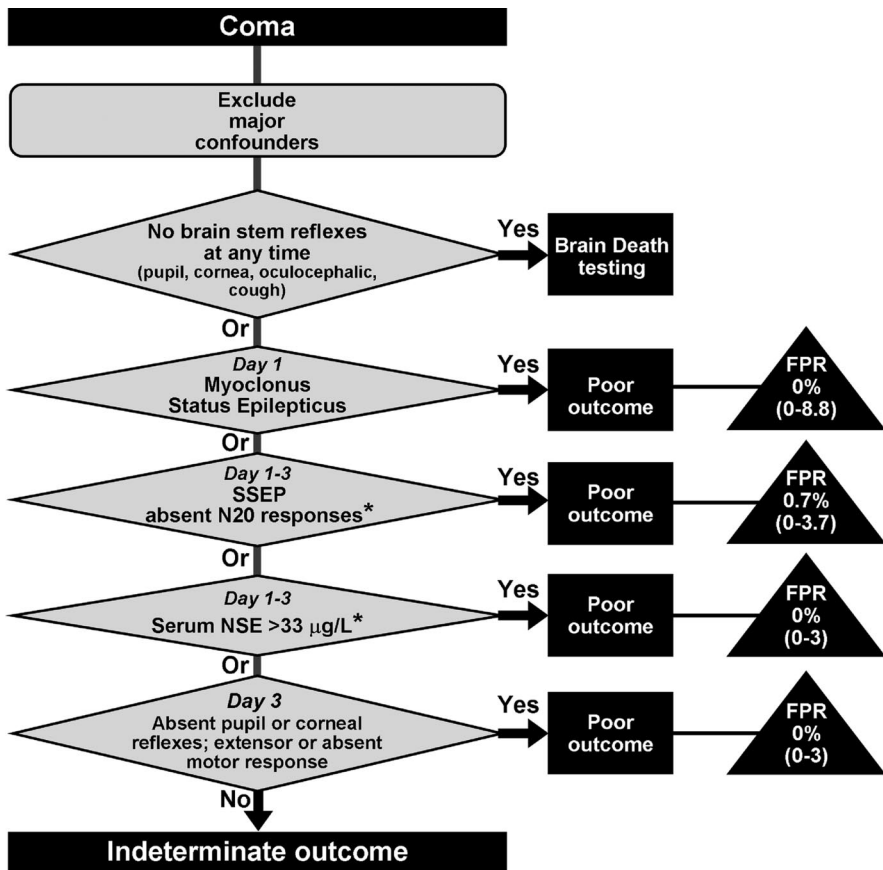 Coma
Exclude
major
confounders
No brain stem reflexes
at any time
(pupil, cornea, oculocephalic,
cough)
Yes
Brain Death
testing
Or
Day 1
Myoclonus
Status Epilepticus
Yes
Poor
outcome
FPR
0%
(0-8.8)
Or
Day 1-3
SSEP
absent N20 responses*
Yes
Poor
outcome
FPR
0.7%
(0-3.7)
Or
Day 1-3
Serum NSE >33 μg/L*
Yes
Poor
outcome
FPR
0%
(0-3)
Or
Day 3
Absent pupil or corneal
reflexes; extensor or absent
motor response
Yes
Poor
outcome
FPR
0%
(0-3)
No
Indeterminate outcome